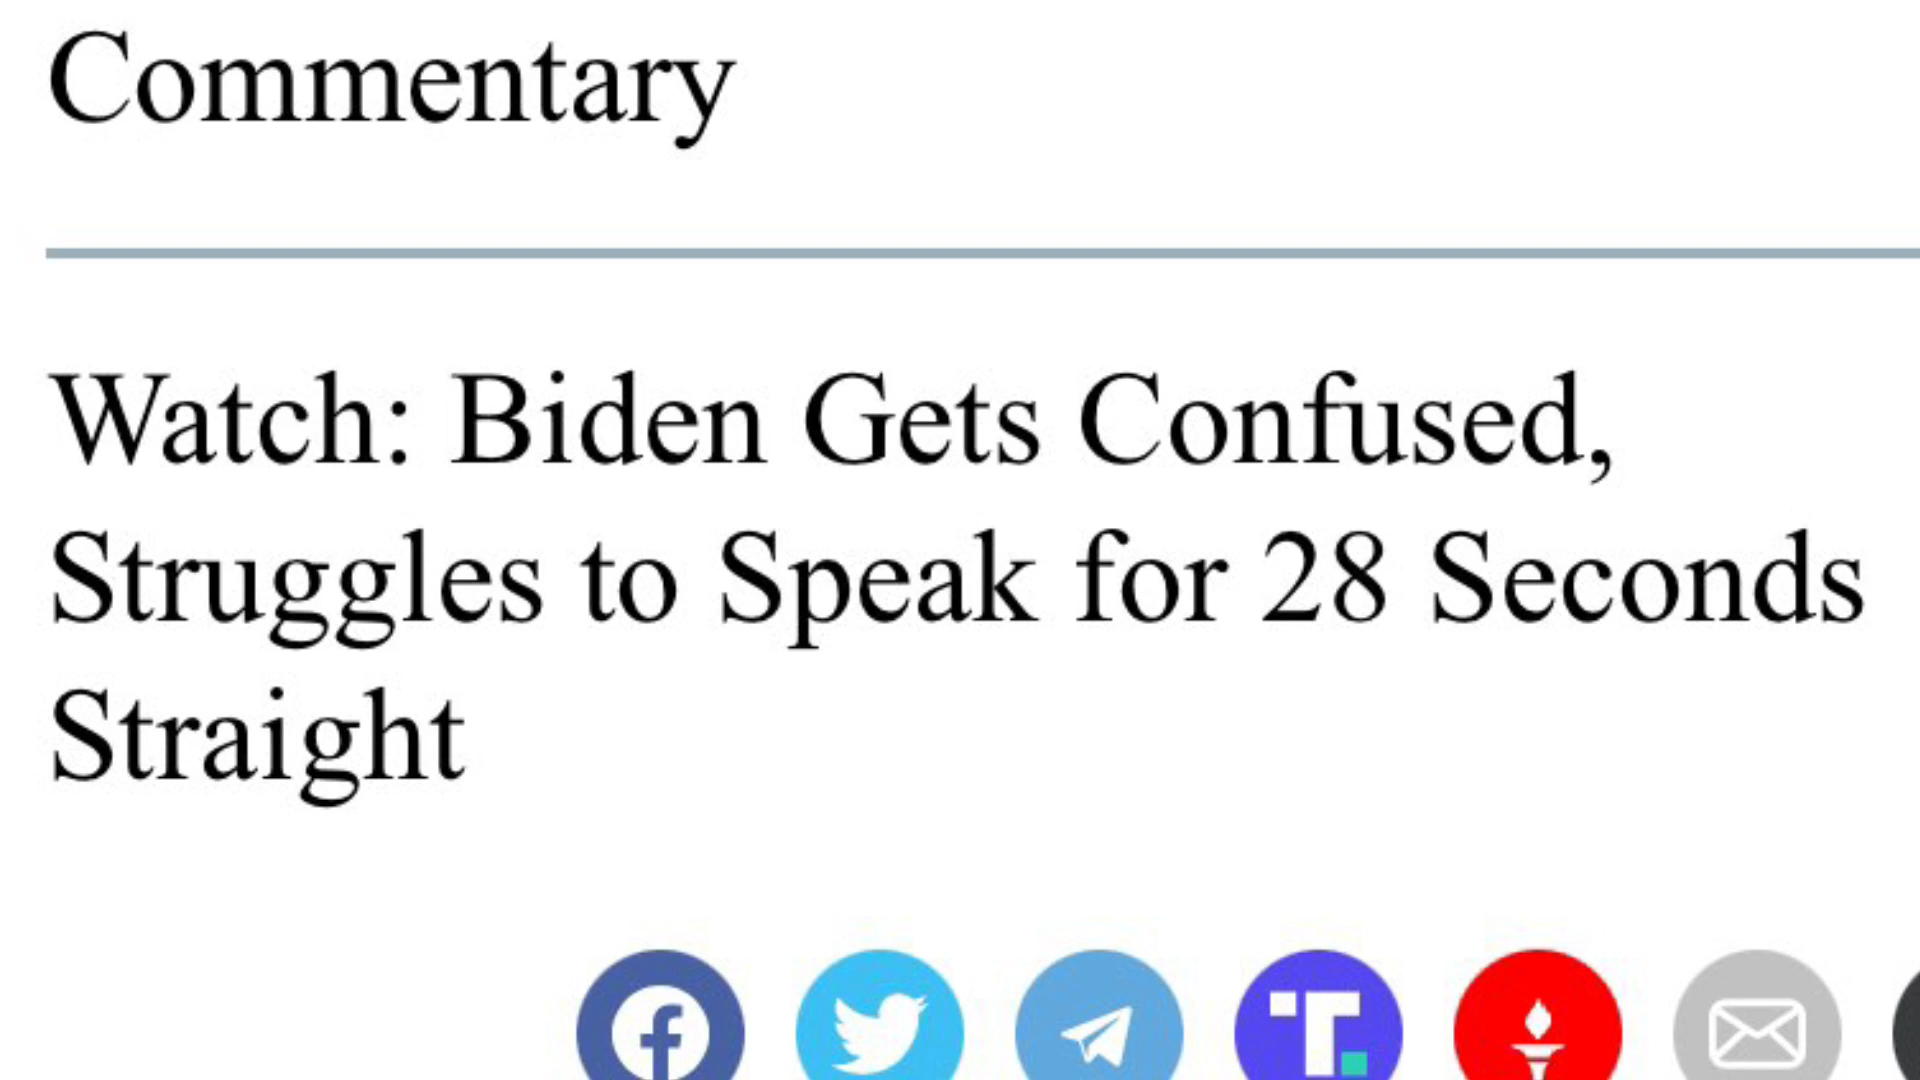 Commentary
Watch: Biden Gets Confused,
Struggles to Speak for 28 Seconds
Straight